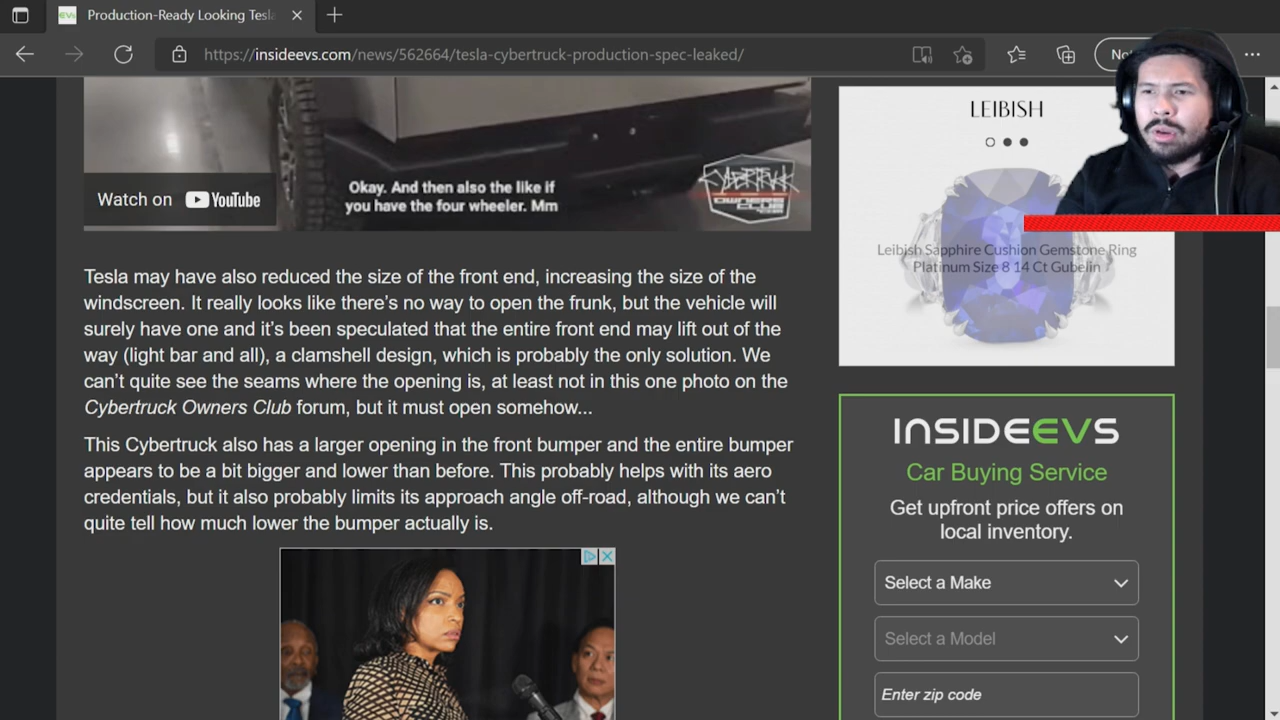 Production-Ready Looking Tesla
https://insideevs.com/news/562664/tesla-cybertruck-production-spec-leaked/
Watch on YouTube
Okay. And then also the like if
you have the four wheeler. Mm
CYBERTRUCK
OWNERS CLUB
Tesla may have also reduced the size of the front end, increasing the size of the
windscreen. It really looks like there's no way to open the frunk, but the vehicle will
surely have one and it's been speculated that the entire front end may lift out of the
way (light bar and all), a clamshell design, which is probably the only solution. We
can't quite see the seams where the opening is, at least not in this one photo on the
Cybertruck Owners Club forum, but it must open somehow...
This Cybertruck also has a larger opening in the front bumper and the entire bumper
appears to be a bit bigger and lower than before. This probably helps with its aero
credentials, but it also probably limits its approach angle off-road, although we can't
quite tell how much lower the bumper actually is.
LEIBISH
Leibish Sapphire Cushion Gemstone Ring
Platinum Size 8 14 Ct Gubelin
INSIDEEVS
Car Buying Service
Get upfront price offers on
local inventory.
Select a Make
Select a Model
Enter zip code